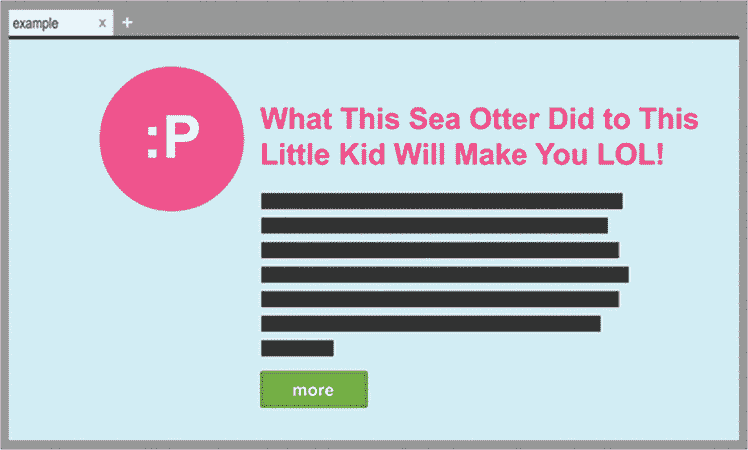 example x +
:P
What This Sea Otter Did to This
Little Kid Will Make You LOL!
more